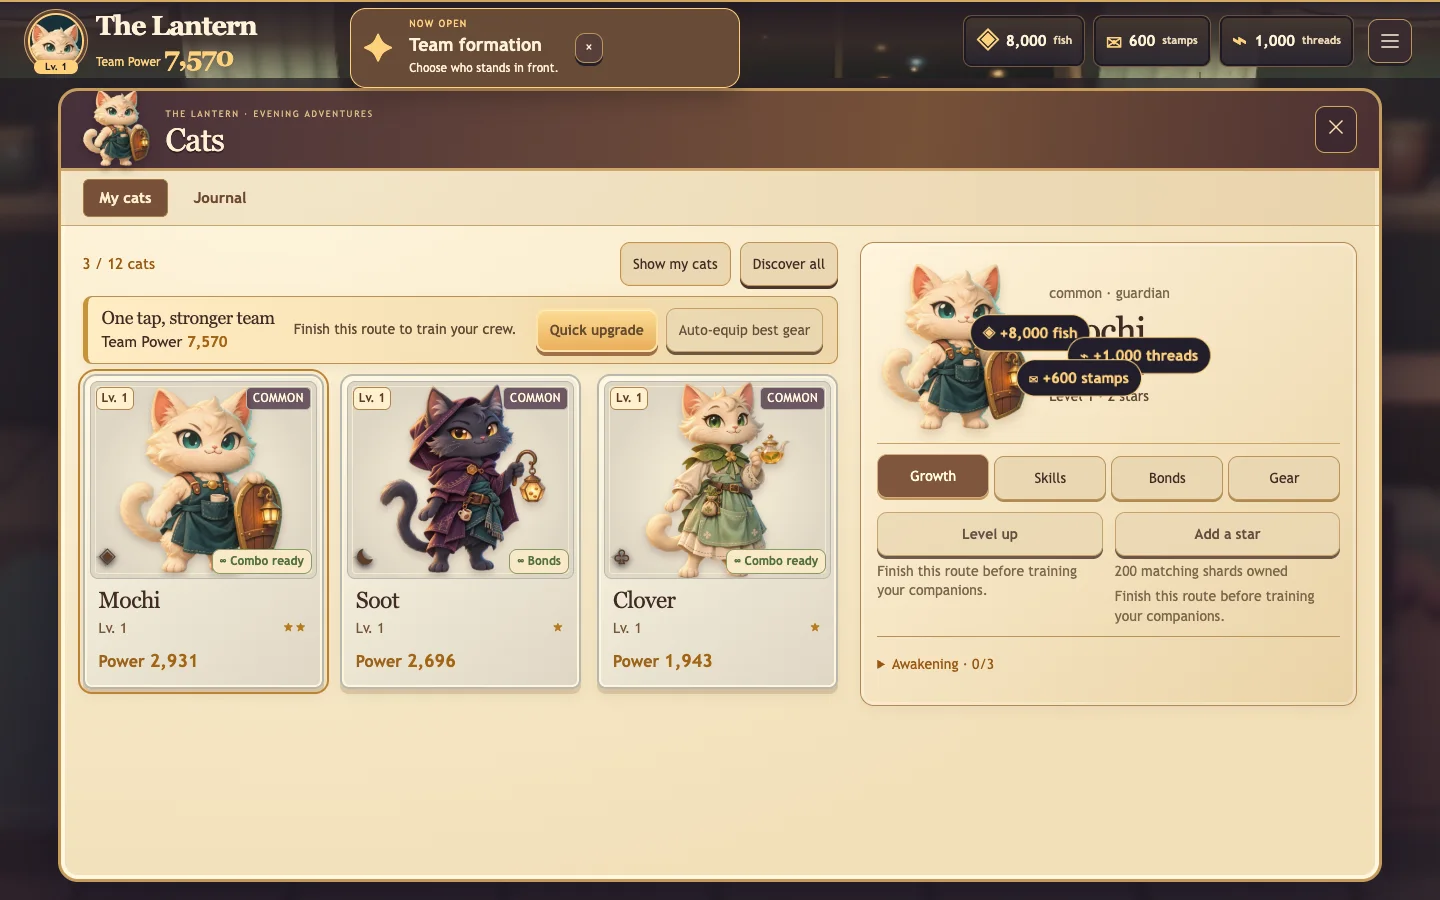 The Lantern
Lv. 1
Team Power 7,570
NOW OPEN
Team formation
Choose who stands in front.
×
8,000 fish
600 stamps
1,000 threads
THE LANTERN · EVENING ADVENTURES
Cats
My cats
Journal
3 / 12 cats
Show my cats
Discover all
One tap, stronger team
Team Power 7,570
Finish this route to train your crew.
Quick upgrade
Auto-equip best gear
Lv. 1
COMMON
∞ Combo ready
Mochi
Lv. 1
★★
Power 2,931
Lv. 1
COMMON
∞ Bonds
Soot
Lv. 1
★
Power 2,696
Lv. 1
COMMON
∞ Combo ready
Clover
Lv. 1
★
Power 1,943
common · guardian
+8,000 fish
+1,000 threads
+600 stamps
Level 1 · 2 stars
Growth
Skills
Bonds
Gear
Level up
Add a star
Finish this route before training
your companions.
200 matching shards owned
Finish this route before training
your companions.
Awakening · 0/3